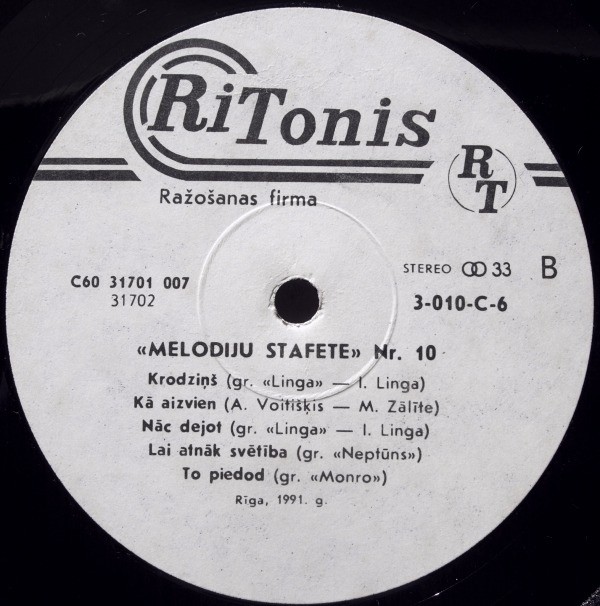 RiTonis
RT
Ražošanas firma
C60 31701 007
31702
STEREO 33 B
3-010-C-6
«MELODIJU STAFETE» Nr. 10
Krodziņš (gr. «Linga» — I. Linga)
Kā aizvien (A. Voitišķis — M. Zālīte)
Nāc dejot (gr. «Linga» — I. Linga)
Lai atnāk svētība (gr. «Neptūns»)
To piedod (gr. «Monro»)
Rīga, 1991. g.